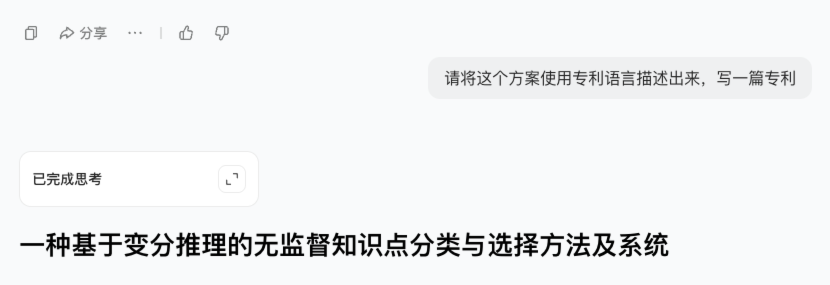 分享
请将这个方案使用专利语言描述出来，写一篇专利
已完成思考
一种基于变分推理的无监督知识点分类与选择方法及系统